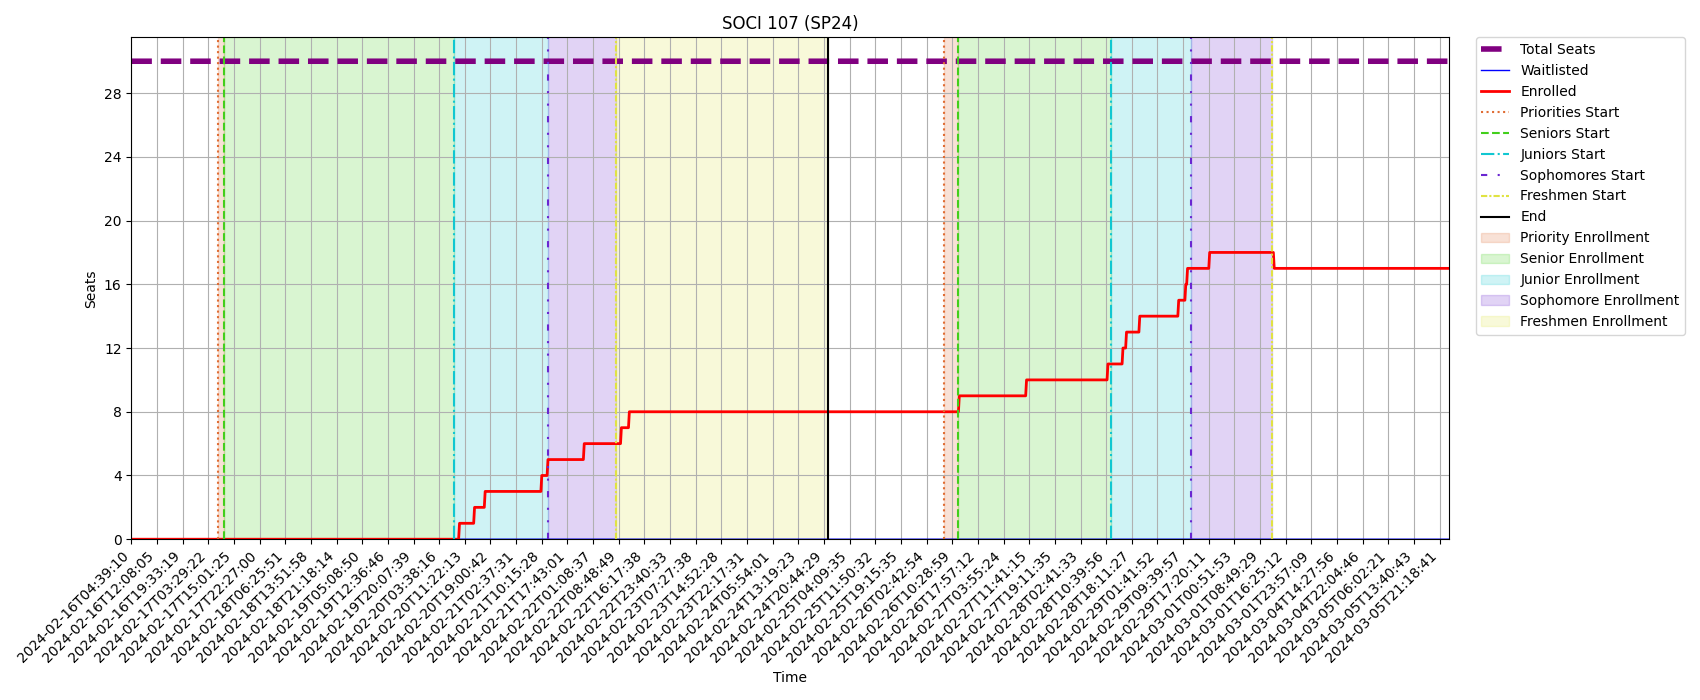 SOCI 107 (SP24)
Total Seats
Waitlisted
Enrolled
Priorities Start
Seniors Start
Juniors Start
Sophomores Start
Freshmen Start
End
Priority Enrollment
Senior Enrollment
Junior Enrollment
Sophomore Enrollment
Freshmen Enrollment
Seats
28
24
20
16
12
8
4
0
2024-02-16T04:39:10
2024-02-16T12:08:05
2024-02-16T19:33:19
2024-02-17T03:29:22
2024-02-17T15:01:25
2024-02-17T22:27:00
2024-02-18T06:25:51
2024-02-18T13:51:58
2024-02-18T21:18:14
2024-02-19T05:08:50
2024-02-19T12:36:46
2024-02-19T20:07:39
2024-02-20T03:38:16
2024-02-20T11:22:13
2024-02-20T19:00:42
2024-02-21T02:37:31
2024-02-21T10:15:28
2024-02-21T17:43:01
2024-02-22T01:08:37
2024-02-22T08:48:49
2024-02-22T16:17:38
2024-02-22T23:40:33
2024-02-23T07:27:38
2024-02-23T14:52:28
2024-02-23T22:17:31
2024-02-24T05:54:01
2024-02-24T13:19:23
2024-02-24T20:44:29
2024-02-25T04:09:35
2024-02-25T11:50:32
2024-02-25T19:15:35
2024-02-26T02:42:54
2024-02-26T10:28:59
2024-02-26T17:57:12
2024-02-27T03:55:24
2024-02-27T11:41:15
2024-02-27T19:11:35
2024-02-28T02:41:33
2024-02-28T10:39:56
2024-02-28T18:11:27
2024-02-29T01:41:52
2024-02-29T09:39:57
2024-02-29T17:20:11
2024-03-01T00:51:53
2024-03-01T08:49:29
2024-03-01T16:25:12
2024-03-01T23:57:09
2024-03-04T14:27:56
2024-03-04T22:04:46
2024-03-05T06:02:21
2024-03-05T13:40:43
2024-03-05T21:18:41
Time